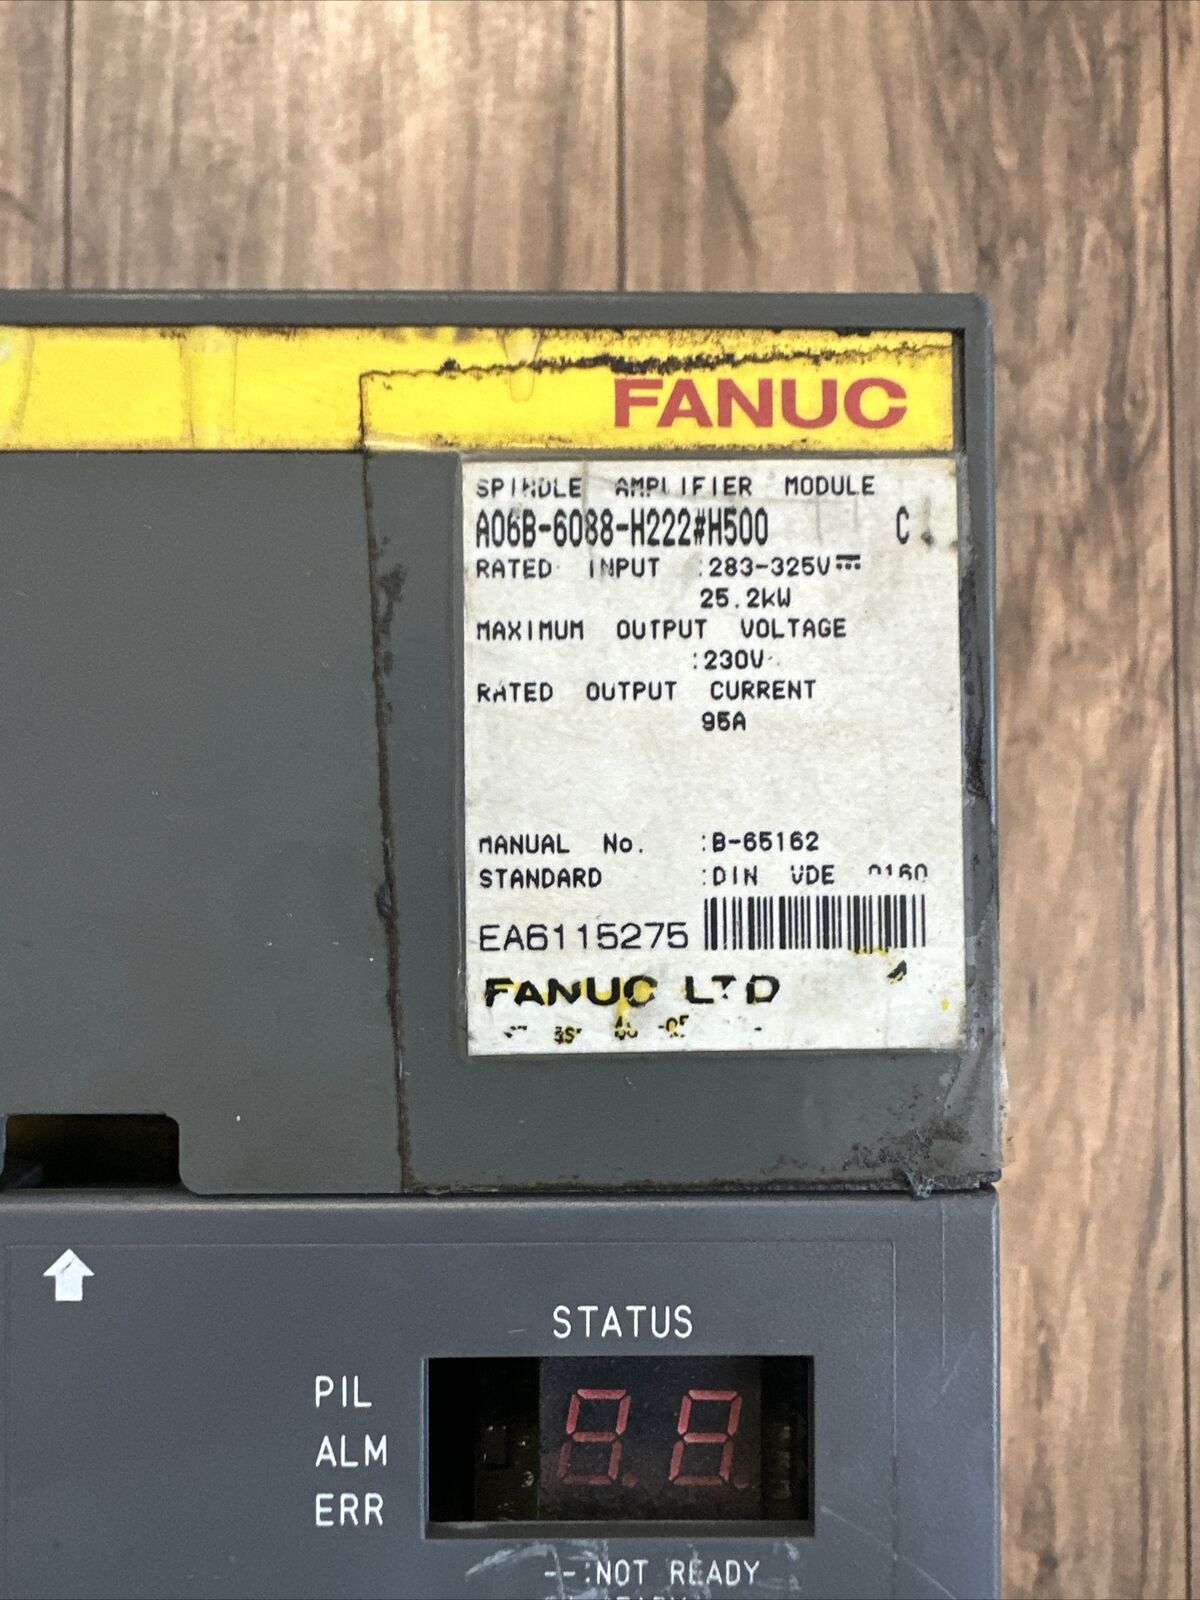 FANUC
SPINDLE AMPLIFIER MODULE
A06B-6088-H222#H500 C
RATED INPUT :283-325V⎓
25.2kW
MAXIMUM OUTPUT VOLTAGE
:230V
RATED OUTPUT CURRENT
95A
MANUAL No. :B-65162
STANDARD :DIN VDE 0160
EA6115275
FANUC LTD
STATUS
PIL
ALM
ERR
--:NOT READY